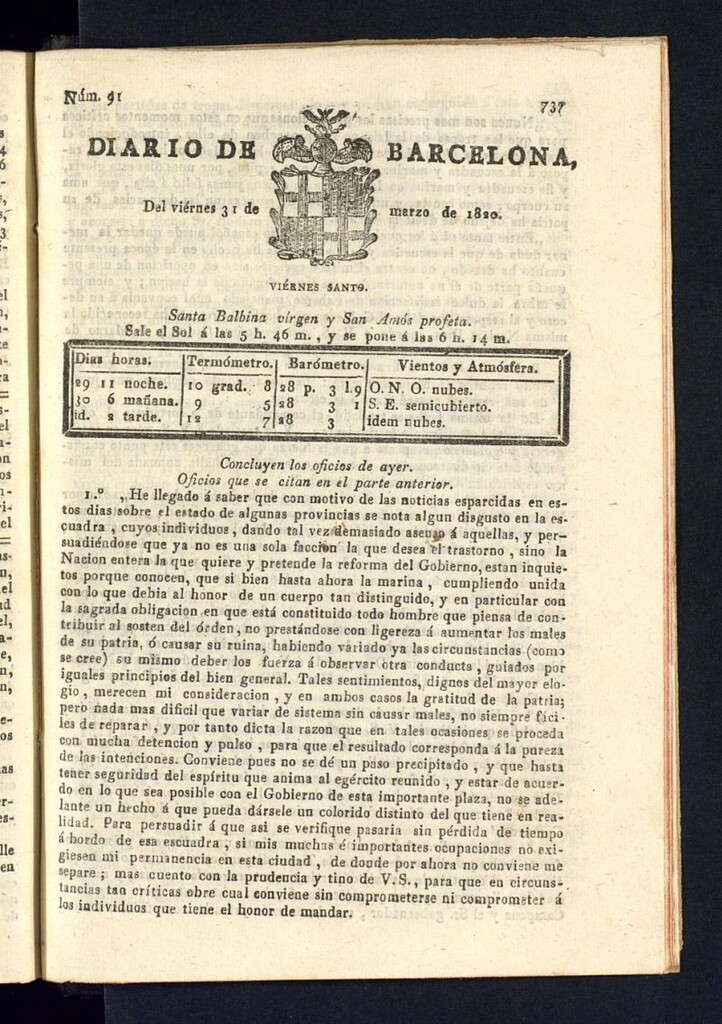 Núm. 91
737
DIARIO DE BARCELONA,
Del viérnes 31 de marzo de 1820.
VIÉRNES SANTO.
Santa Balbina vírgen y San Amós profeta.
Sale el Sol á las 5 h. 46 m., y se pone á las 6 h. 14 m.
Dias horas. Termómetro. Barómetro. Vientos y Atmósfera.
29 11 noche. 10 grad. 8 28 p. 3 l.9 O. N. O. nubes.
30 6 mañana. 9 5 28 3 1 S. E. semicubierto.
id. 2 tarde. 12 7 28 3 idem nubes.
Concluyen los oficios de ayer.
Oficios que se citan en el parte anterior.
1.º „He llegado á saber que con motivo de las noticias esparcidas en es-
tos dias sobre el estado de algunas provincias se nota algun disgusto en la es-
cuadra , cuyos individuos, dando tal vez demasiado asenso á aquellas, y per-
suadiéndose que ya no es una sola faccion la que desea el trastorno , sino la
Nacion entera la que quiere y pretende la reforma del Gobierno, estan inquie-
tos porque conocen, que si bien hasta ahora la marina , cumpliendo unida
con lo que debia al honor de un cuerpo tan distinguido, y en particular con
la sagrada obligacion en que está constituido todo hombre que piensa de con-
tribuir al sosten del órden, no prestándose con ligereza á aumentar los males
de su patria, ó causar su ruina, habiendo variado ya las circunstancias (como
se cree) su mismo deber los fuerza á observar otra conducta , guiados por
iguales principios del bien general. Tales sentimientos, dignos del mayor elo-
gio , merecen mi consideracion , y en ambos casos la gratitud de la patria;
pero nada mas dificil que variar de sistema sin causar males, no siempre fáci-
les de reparar , y por tanto dicta la razon que en tales ocasiones se proceda
con mucha detencion y pulso , para que el resultado corresponda á la pureza
de las intenciones. Conviene pues no se dé un paso precipitado , y que hasta
tener seguridad del espíritu que anima al egército reunido , y estar de acuer-
do en lo que sea posible con el Gobierno de esta importante plaza, no se ade-
lante un hecho á que pueda dársele un colorido distinto del que tiene en rea-
lidad. Para persuadir á que asi se verifique pasaria sin pérdida de tiempo
á bordo de esa escuadra , si mis muchas é importantes ocupaciones no exi-
giesen mi permanencia en esta ciudad , de donde por ahora no conviene me
separe ; mas cuento con la prudencia y tino de V. S., para que en circuns-
tancias tan críticas obre cual conviene sin comprometerse ni comprometer á
los individuos que tiene el honor de mandar.